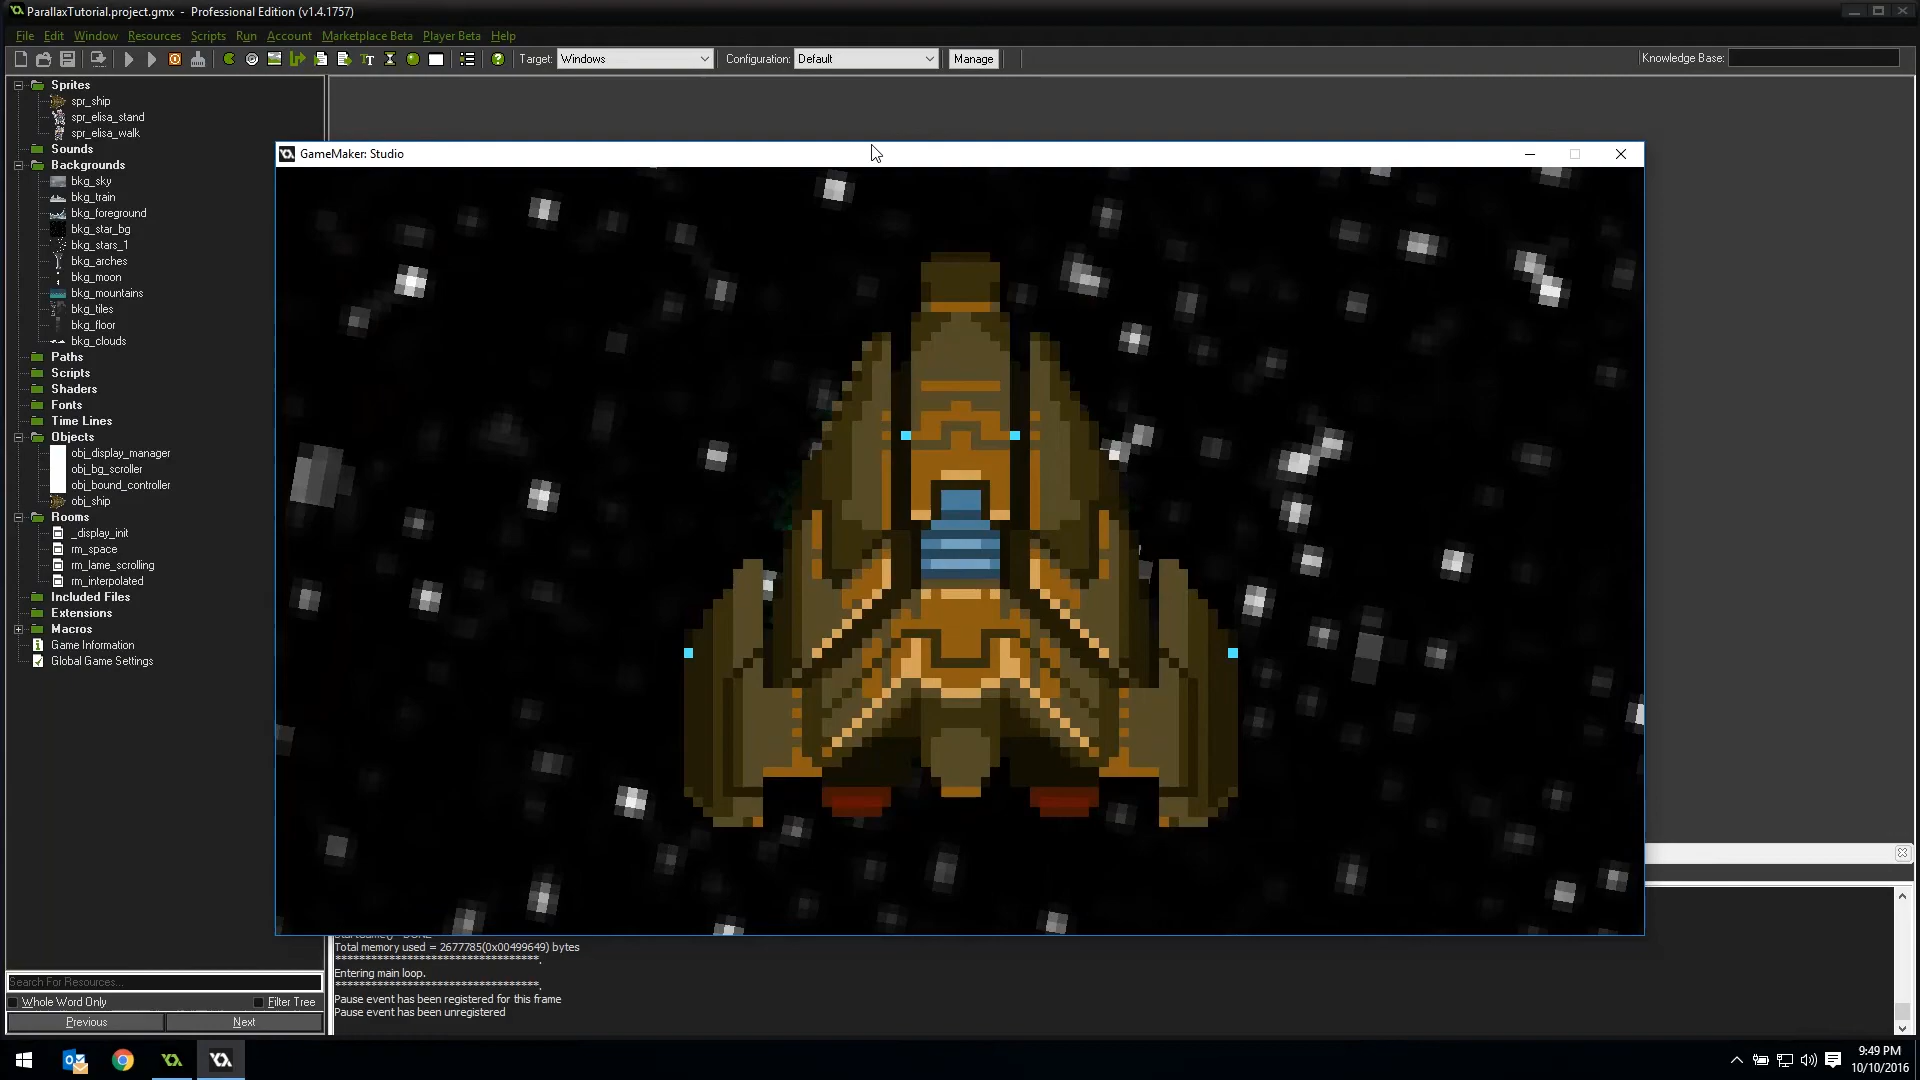 ParallaxTutorial.project.gmx - Professional Edition (v1.4.1757)
File Edit Window Resources Scripts Run Account Marketplace Beta Player Beta Help
Target: Windows Configuration: Default Manage Knowledge Base:
Sprites
spr_ship
spr_elisa_stand
spr_elisa_walk
Sounds
Backgrounds
bkg_sky
bkg_train
bkg_foreground
bkg_star_bg
bkg_stars_1
bkg_arches
bkg_moon
bkg_mountains
bkg_tiles
bkg_floor
bkg_clouds
Paths
Scripts
Shaders
Fonts
Time Lines
Objects
obj_display_manager
obj_bg_scroller
obj_bound_controller
obj_ship
Rooms
_display_init
rm_space
rm_lame_scrolling
rm_interpolated
Included Files
Extensions
Macros
Game Information
Global Game Settings
GameMaker: Studio
Total memory used = 2677785(0x00499649) bytes
**********************************.
Entering main loop.
**********************************.
Pause event has been registered for this frame
Pause event has been unregistered
Search For Resources...
Whole Word Only Filter Tree
Previous Next
9:49 PM
10/10/2016